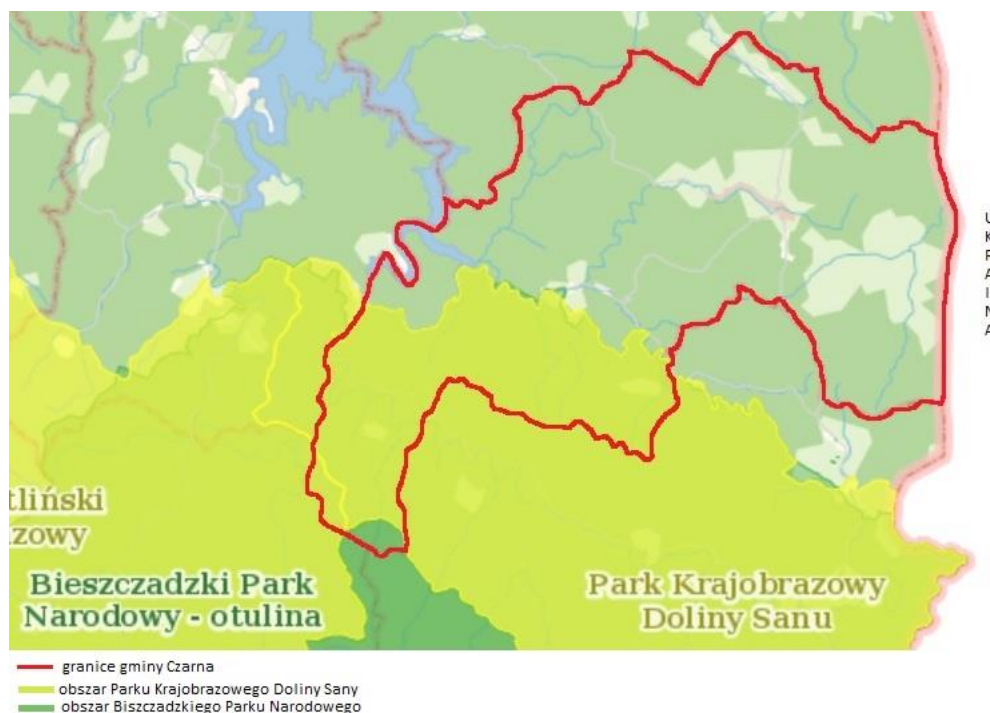 U
K
R
A
I
N
A
tliński
zowy
Bieszczadzki Park
Narodowy - otulina
Park Krajobrazowy
Doliny Sanu
granice gminy Czarna
obszar Parku Krajobrazowego Doliny Sany
obszar Biszczadzkiego Parku Narodowego